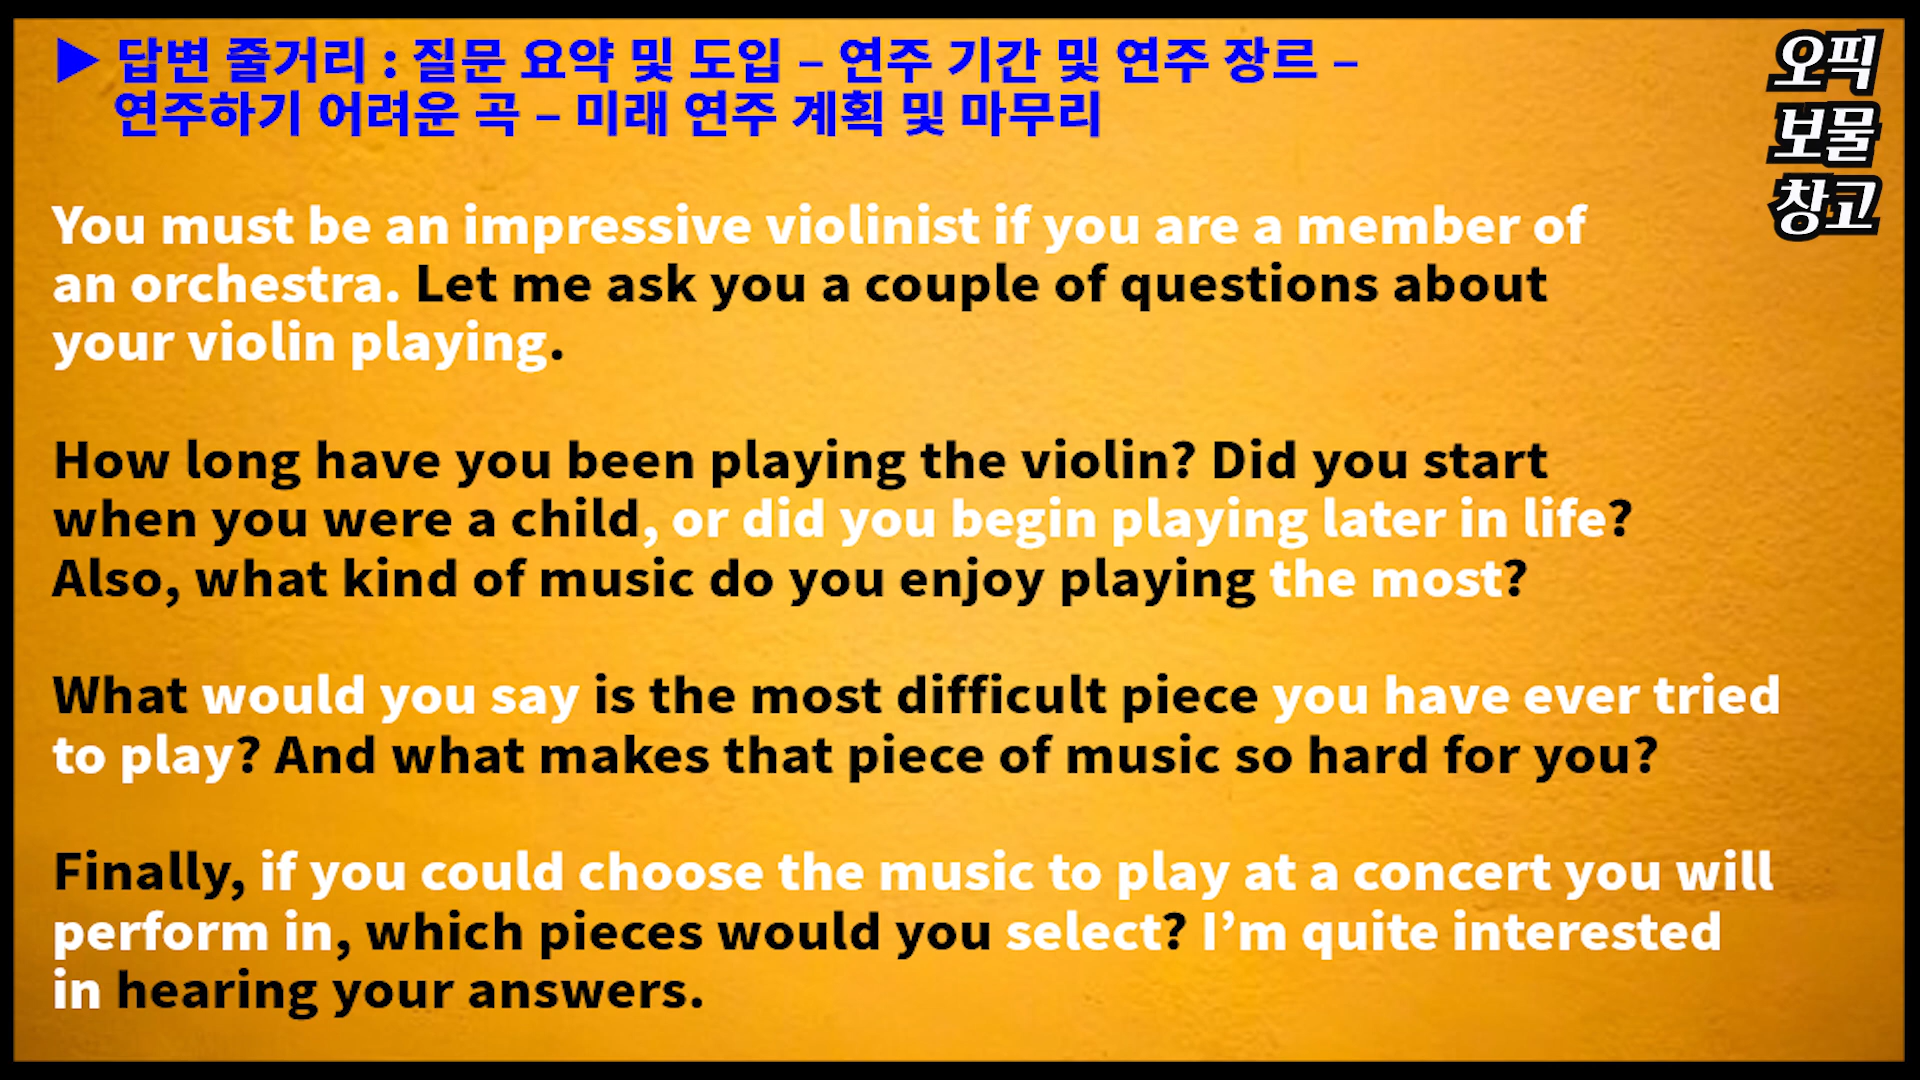 ▶ 답변 줄거리 : 질문 요약 및 도입 – 연주 기간 및 연주 장르 –
연주하기 어려운 곡 – 미래 연주 계획 및 마무리
오픽
보물
창고
You must be an impressive violinist if you are a member of
an orchestra. Let me ask you a couple of questions about
your violin playing.
How long have you been playing the violin? Did you start
when you were a child, or did you begin playing later in life?
Also, what kind of music do you enjoy playing the most?
What would you say is the most difficult piece you have ever tried
to play? And what makes that piece of music so hard for you?
Finally, if you could choose the music to play at a concert you will
perform in, which pieces would you select? I’m quite interested
in hearing your answers.